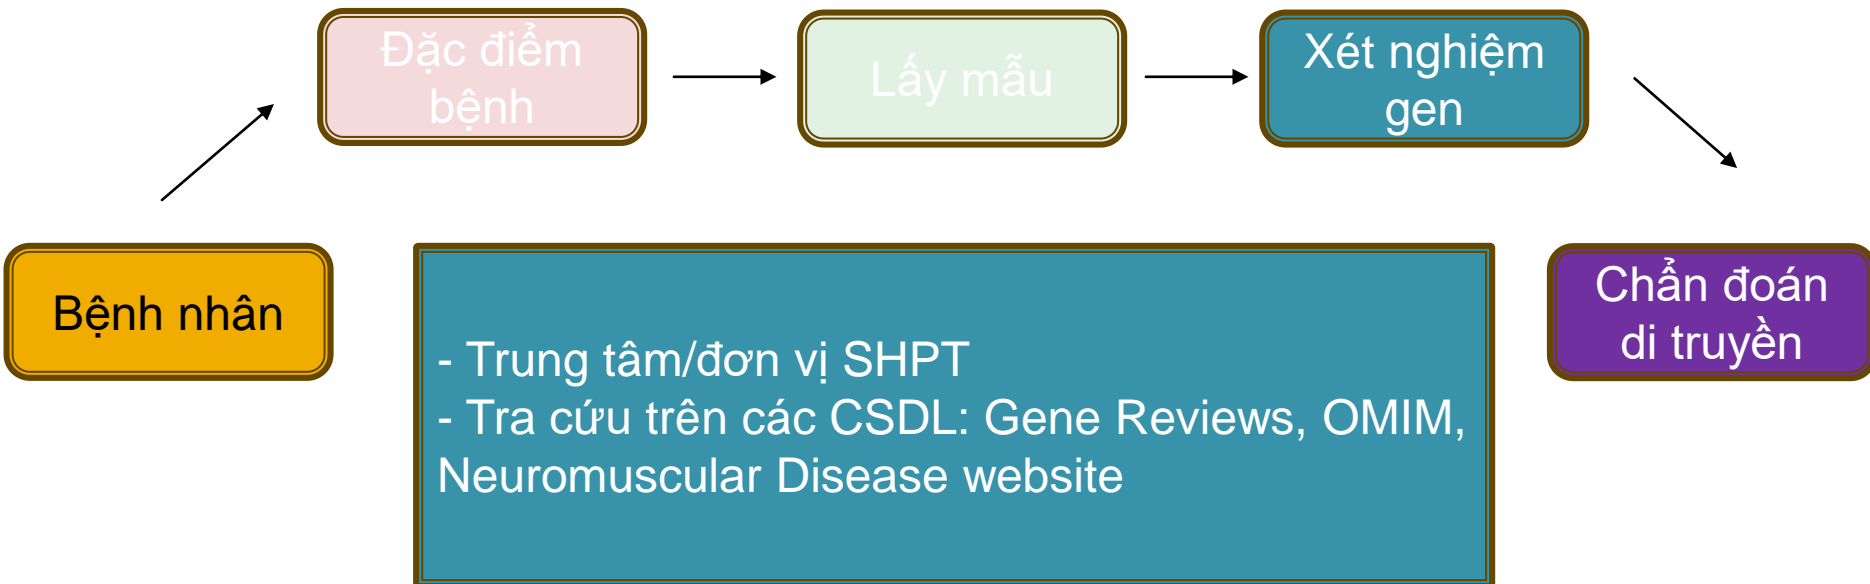 Đặc điểm
bệnh
Lấy mẫu
Xét nghiệm
gen
Bệnh nhân
- Trung tâm/đơn vị SHPT
- Tra cứu trên các CSDL: Gene Reviews, OMIM,
Neuromuscular Disease website
Chẩn đoán
di truyền